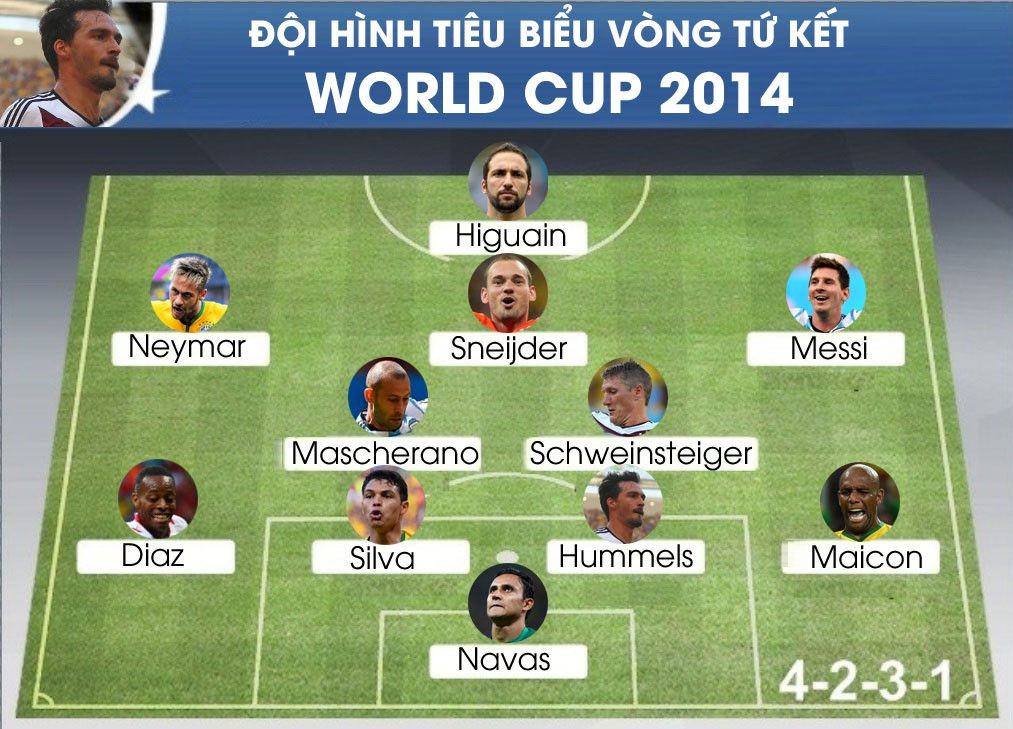 ĐỘI HÌNH TIÊU BIỂU VÒNG TỨ KẾT
WORLD CUP 2014
Higuain
Neymar
Sneijder
Messi
Mascherano
Schweinsteiger
Diaz
Silva
Hummels
Maicon
Navas
4-2-3-1